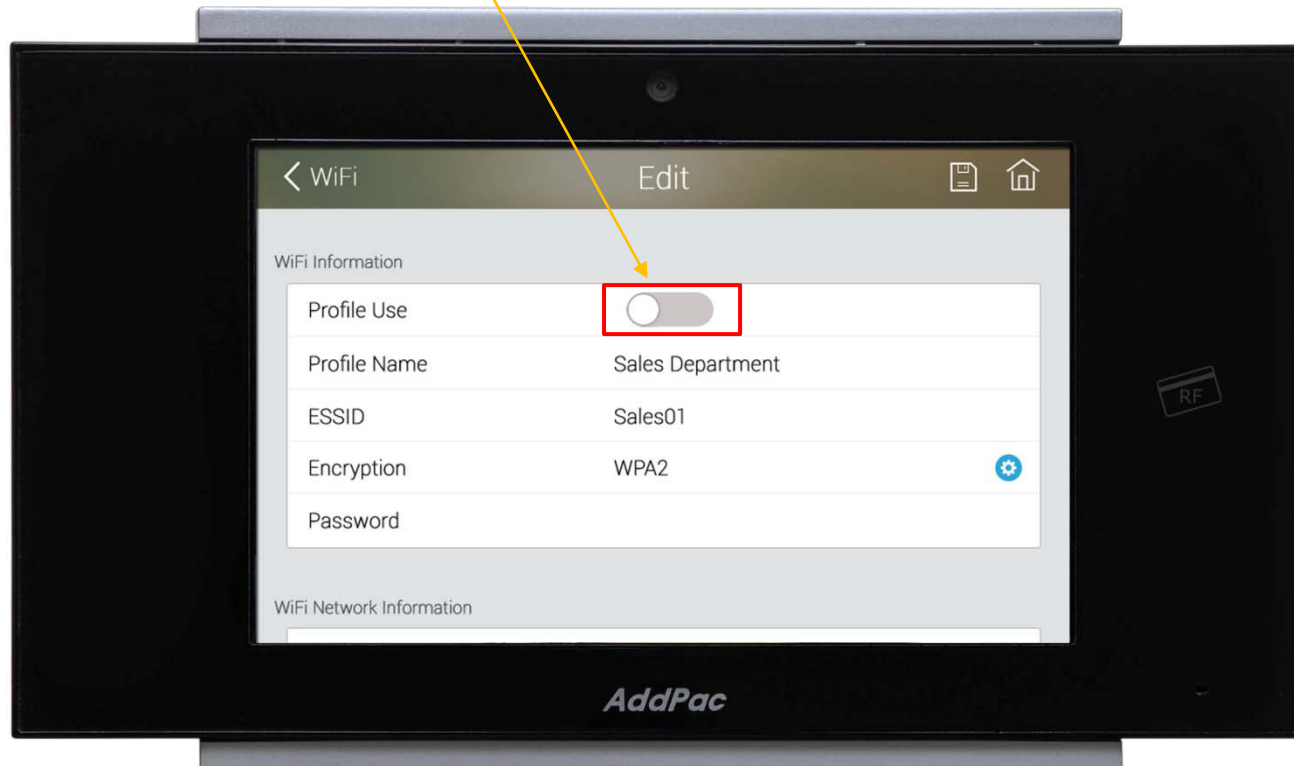 WiFi Edit
WiFi Information
Profile Use
Profile Name Sales Department
ESSID Sales01
Encryption WPA2
Password
WiFi Network Information
RF
AddPac